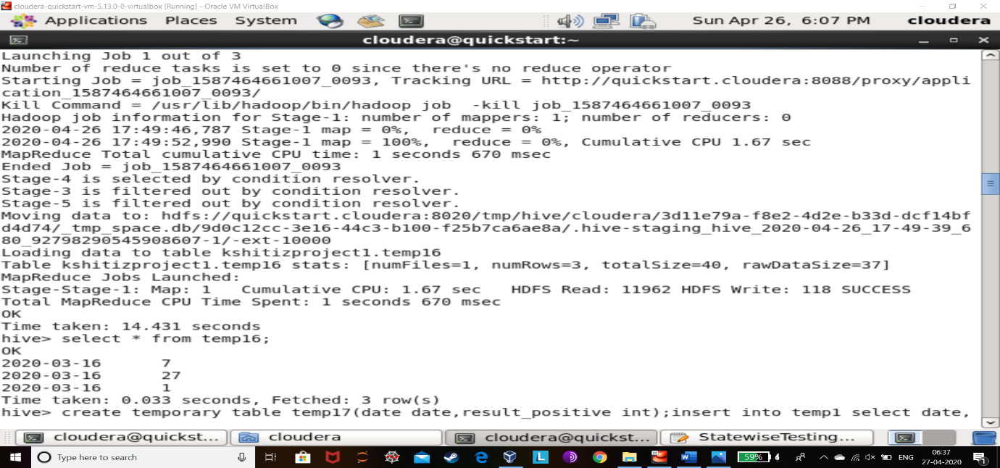 cloudera-quickstart-vm-5.13.0-0-virtualbox [Running] - Oracle VM VirtualBox
Applications Places System Sun Apr 26, 6:07 PM cloudera
cloudera@quickstart:~
Launching Job 1 out of 3
Number of reduce tasks is set to 0 since there's no reduce operator
Starting Job = job_1587464661007_0093, Tracking URL = http://quickstart.cloudera:8088/proxy/appli
cation_1587464661007_0093/
Kill Command = /usr/lib/hadoop/bin/hadoop job  -kill job_1587464661007_0093
Hadoop job information for Stage-1: number of mappers: 1; number of reducers: 0
2020-04-26 17:49:46,787 Stage-1 map = 0%,  reduce = 0%
2020-04-26 17:49:52,990 Stage-1 map = 100%,  reduce = 0%, Cumulative CPU 1.67 sec
MapReduce Total cumulative CPU time: 1 seconds 670 msec
Ended Job = job_1587464661007_0093
Stage-4 is selected by condition resolver.
Stage-3 is filtered out by condition resolver.
Stage-5 is filtered out by condition resolver.
Moving data to: hdfs://quickstart.cloudera:8020/tmp/hive/cloudera/3d11e79a-f8e2-4d2e-b33d-dcf14bf
d4d74/_tmp_space.db/9d0c12cc-3e16-44c3-b100-f25b7ca6ae8a/.hive-staging_hive_2020-04-26_17-49-39_6
80_92798290545908607-1/-ext-10000
Loading data to table kshitizproject1.temp16
Table kshitizproject1.temp16 stats: [numFiles=1, numRows=3, totalSize=40, rawDataSize=37]
MapReduce Jobs Launched:
Stage-Stage-1: Map: 1   Cumulative CPU: 1.67 sec   HDFS Read: 11962 HDFS Write: 118 SUCCESS
Total MapReduce CPU Time Spent: 1 seconds 670 msec
OK
Time taken: 14.431 seconds
hive> select * from temp16;
OK
2020-03-16      7
2020-03-16      27
2020-03-16      1
Time taken: 0.033 seconds, Fetched: 3 row(s)
hive> create temporary table temp17(date date,result_positive int);insert into temp1 select date,
cloudera@quickst... cloudera cloudera@quickst... StatewiseTesting...
Type here to search 59% ENG 06:37
27-04-2020 1